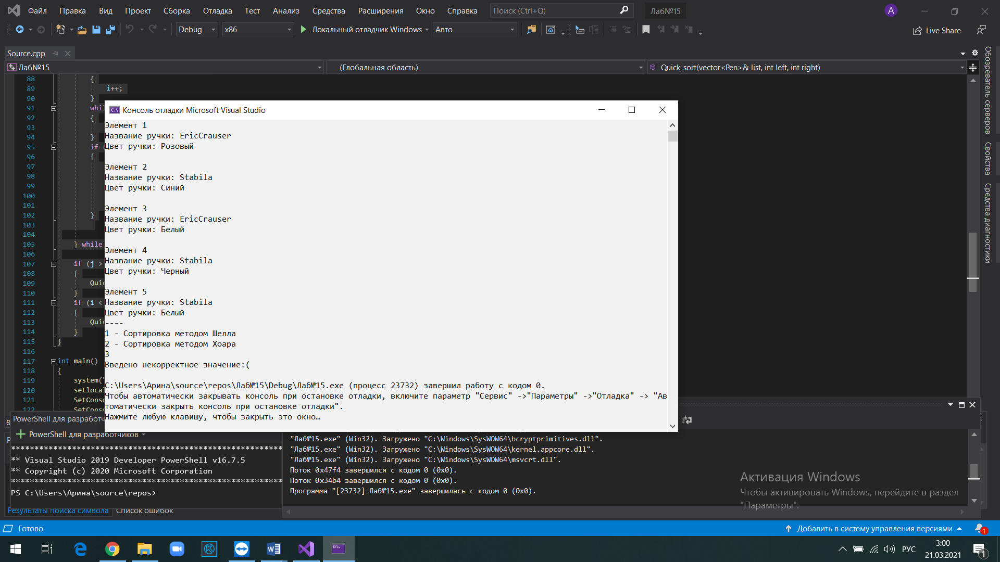 Файл Правка Вид Проект Сборка Отладка Тест Анализ Средства Расширения Окно Справка Поиск (Ctrl+Q) Лаб№15 A
Debug x86 Локальный отладчик Windows Авто Live Share
Source.cpp
Лаб№15 (Глобальная область) Quick_sort(vector<Pen>& list, int left, int right)
Обозреватель серверов
Свойства
Средства диагностики
88 {
89 i++;
90 }
91 whi
92 {
93
94 }
95 if
96 {
97
98
99
100
101
102 }
103
104
105 } while
106
107 if (j >
108 {
109 Quic
110 }
111 if (i <
112 {
113 Quic
114 }
115 }
116
117 int main()
118 {
119 system(
120 setlocal
121 SetConso
122 SetConso
Консоль отладки Microsoft Visual Studio
Элемент 1
Название ручки: EricCrauser
Цвет ручки: Розовый
Элемент 2
Название ручки: Stabila
Цвет ручки: Синий
Элемент 3
Название ручки: EricCrauser
Цвет ручки: Белый
Элемент 4
Название ручки: Stabila
Цвет ручки: Черный
Элемент 5
Название ручки: Stabila
Цвет ручки: Белый
----
1 - Сортировка методом Шелла
2 - Сортировка методом Хоара
3
Введено некорректное значение:(
C:\Users\Арина\source\repos\Лаб№15\Debug\Лаб№15.exe (процесс 23732) завершил работу с кодом 0.
Чтобы автоматически закрывать консоль при остановке отладки, включите параметр "Сервис" ->"Параметры" ->"Отладка" -> "Ав
томатически закрыть консоль при остановке отладки".
Нажмите любую клавишу, чтобы закрыть это окно…
PowerShell для разработч
PowerShell для разработчиков
**********************************************************
** Visual Studio 2019 Developer PowerShell v16.7.5
** Copyright (c) 2020 Microsoft Corporation
**********************************************************
PS C:\Users\Арина\source\repos>
Результаты поиска символа Список ошибок
"Лаб№15.exe" (Win32). Загружено "C:\Windows\SysWOW64\bcryptprimitives.dll".
"Лаб№15.exe" (Win32). Загружено "C:\Windows\SysWOW64\kernel.appcore.dll".
"Лаб№15.exe" (Win32). Загружено "C:\Windows\SysWOW64\msvcrt.dll".
Поток 0x47f4 завершился с кодом 0 (0x0).
Поток 0x34b4 завершился с кодом 0 (0x0).
Программа "[23732] Лаб№15.exe" завершилась с кодом 0 (0x0).
Активация Windows
Чтобы активировать Windows, перейдите в раздел
"Параметры".
Готово Добавить в систему управления версиями 1
РУС 3:00
21.03.2021 1